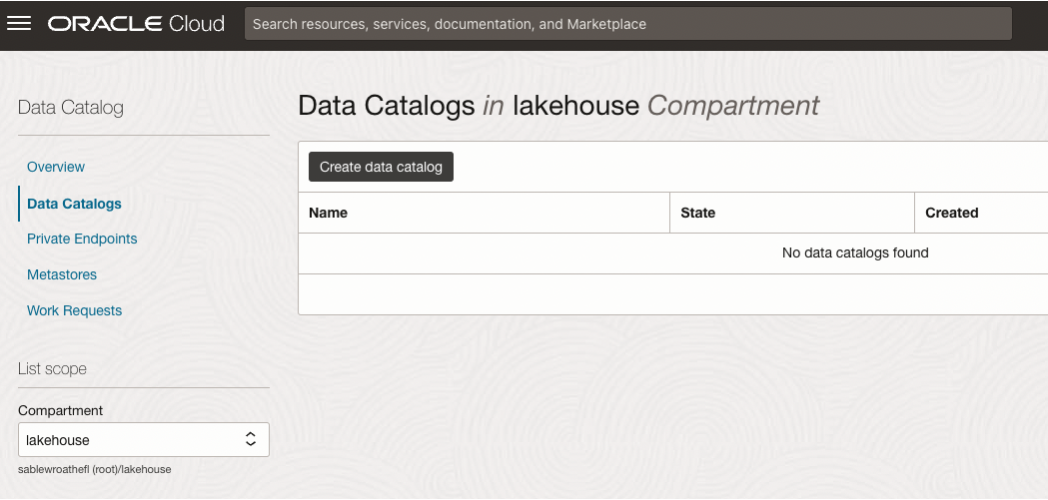 ORACLE Cloud
Search resources, services, documentation, and Marketplace
Data Catalog
Overview
Data Catalogs
Private Endpoints
Metastores
Work Requests
List scope
Compartment
lakehouse
sablewroathefl (root)/lakehouse
Data Catalogs in lakehouse Compartment
Create data catalog
Name State Created
No data catalogs found